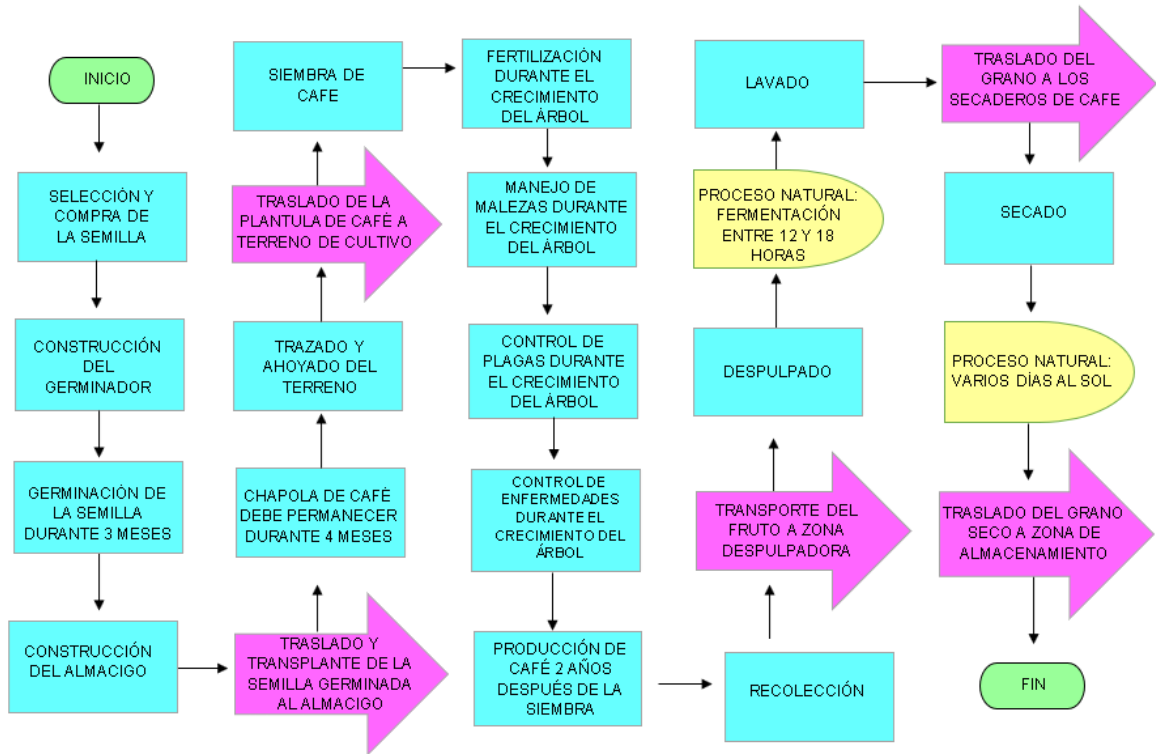 INICIO
SELECCIÓN Y
COMPRA DE
LA SEMILLA
CONSTRUCCIÓN
DEL
GERMINADOR
GERMINACIÓN DE
LA SEMILLA
DURANTE 3 MESES
CONSTRUCCIÓN
DEL ALMACIGO
TRASLADO Y
TRANSPLANTE DE LA
SEMILLA GERMINADA
AL ALMACIGO
CHAPOLA DE CAFÉ
DEBE PERMANECER
DURANTE 4 MESES
TRAZADO Y
AHOYADO DEL
TERRENO
TRASLADO DE LA
PLANTULA DE CAFÉ A
TERRENO DE CULTIVO
SIEMBRA DE
CAFE
FERTILIZACIÓN
DURANTE EL
CRECIMIENTO
DEL ÁRBOL
MANEJO DE
MALEZAS DURANTE
EL CRECIMIENTO
DEL ÁRBOL
CONTROL DE
PLAGAS DURANTE
EL CRECIMIENTO
DEL ÁRBOL
CONTROL DE
ENFERMEDADES
DURANTE EL
CRECIMIENTO DEL
ÁRBOL
PRODUCCIÓN DE
CAFÉ 2 AÑOS
DESPUÉS DE LA
SIEMBRA
RECOLECCIÓN
TRANSPORTE DEL
FRUTO A ZONA
DESPULPADORA
DESPULPADO
PROCESO NATURAL:
FERMENTACIÓN
ENTRE 12 Y 18
HORAS
LAVADO
TRASLADO DEL
GRANO A LOS
SECADEROS DE CAFE
SECADO
PROCESO NATURAL:
VARIOS DÍAS AL SOL
TRASLADO DEL GRANO
SECO A ZONA DE
ALMACENAMIENTO
FIN